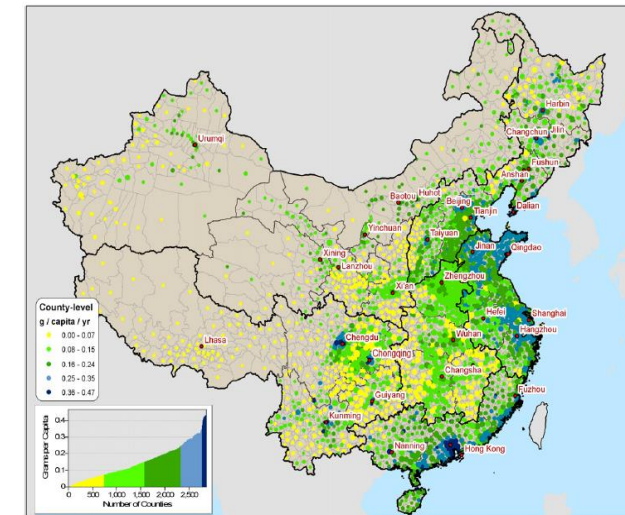 Harbin
Changchun
Jilin
Urumqi
Fushun
Anshan
Baotou
Huhot
Beijing
Dalian
Tianjin
Yinchuan
Taiyuan
Xining
Jinan
Qingdao
Lanzhou
Zhengzhou
Xi'an
County-level
g / capita / yr
0.00 - 0.07
0.08 - 0.15
0.16 - 0.24
0.25 - 0.35
0.36 - 0.47
Hefei
Shanghai
Hangzhou
Wuhan
Chengdu
Lhasa
Chongqing
Changsha
Guiyang
Fuzhou
Kunming
Nanning
Hong Kong
Grams per Capita
0.4
0.3
0.2
0.1
0
0
500
1,000
1,500
2,000
2,500
Number of Counties